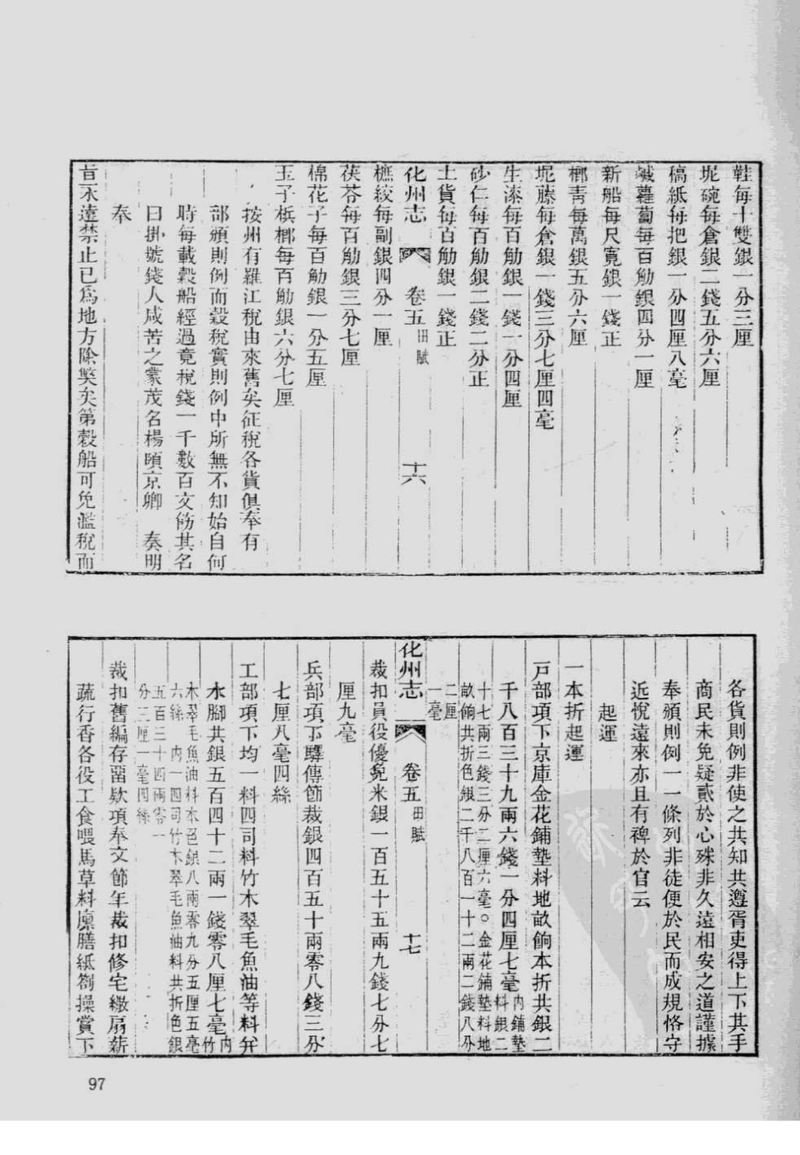 鞋每十雙銀一分三厘
坭碗每倉銀二錢五分六厘
稿紙每把銀一分四厘八毫
蘿蔔每百觔銀四分一厘
新船每尺寬銀一錢正
榔青每萬銀五分六厘
坭藤每倉銀一錢三分七厘四毫
生漆每百觔銀一錢一分四厘
砂仁每百觔銀二錢二分正
土貨每百觔銀一錢正
化州志 卷五 田賦 十六
樵紋每副銀四分一厘
茯苓每百觔銀三分七厘
棉花子每百觔銀一分五厘
玉子梹榔每百觔銀六分七厘
按州有羅江稅由來舊矣征稅各貨俱奉有
部頒則例而穀稅實則例中所無不知始自何
時每載穀船經過竟稅錢一千數百文仿其名
曰掛號錢人咸苦之蒙茂名楊頤京卿 奏明
奉
旨永遠禁止已為地方除獘矣第穀船可免濫稅而
各貨則例非使之共知共遵胥吏得上下其手
商民未免疑貳於心殊非久遠相安之道謹據
奉頒則例一一條列非徒便於民而成規恪守
近悅遠來亦且有裨於官云
起運
一本折起運
戸部項下京庫金花鋪墊料地畝餉本折共銀二
千八百三十九兩六錢一分四厘七毫內鋪墊料銀二
十七兩三錢三分二厘六毫○金花鋪墊料地
畝餉共折色銀二千八百一十二兩二錢八分
二厘
一毫
化州志 卷五 田賦 十七
裁扣員役優免米銀一百五十五兩九錢七分七
厘九毫
兵部項下驛傳節裁銀四百五十兩零八錢三分
七厘八毫四絲
工部項下均一料四司料竹木翠毛魚油等料弁
水腳共銀五百四十二兩一錢零八厘七毫內竹
木翠毛魚油料本色銀八兩零九分五厘五毫
六絲 內一四司竹木翠毛魚油料共折色銀
五百三十四兩零一
分三厘一毫四絲
裁扣舊編存留欵項奉文節年裁扣修宅繖扇薪
蔬行香各役工食喂馬草料廩膳紙劄操賞下
97